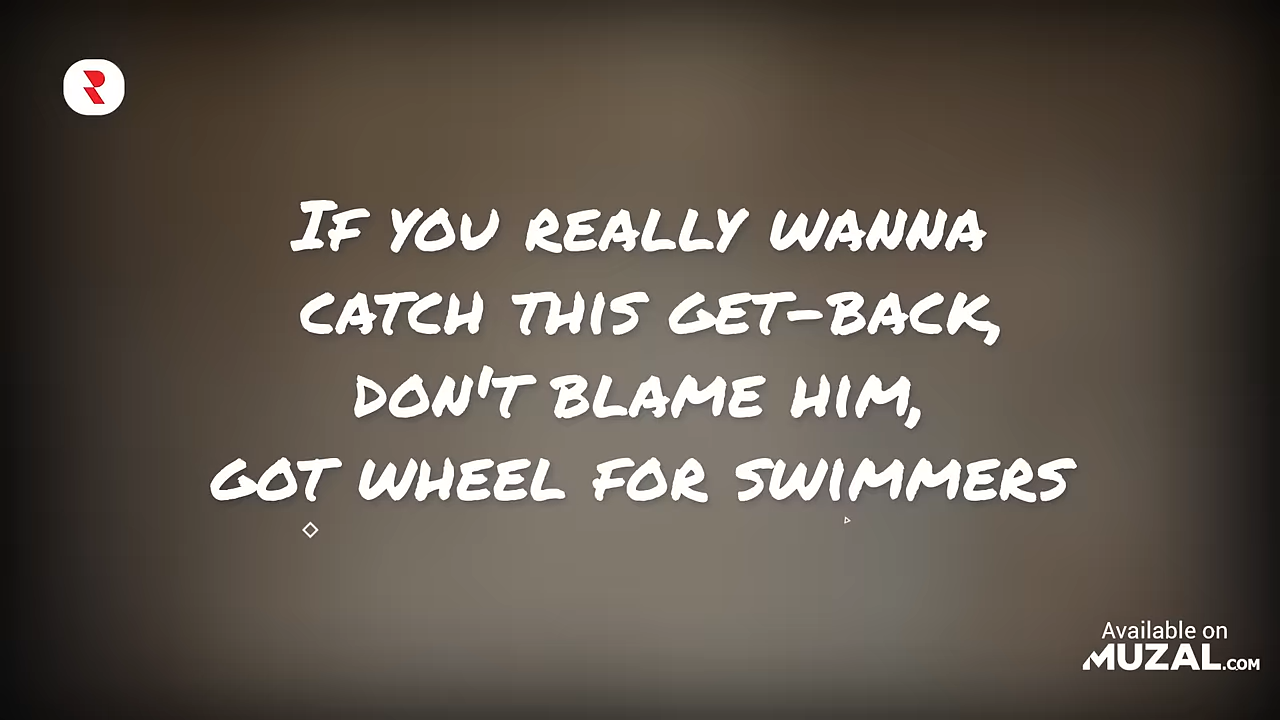 IF YOU REALLY WANNA
CATCH THIS GET-BACK,
DON'T BLAME HIM,
GOT WHEEL FOR SWIMMERS
Available on
MUZAL.COM